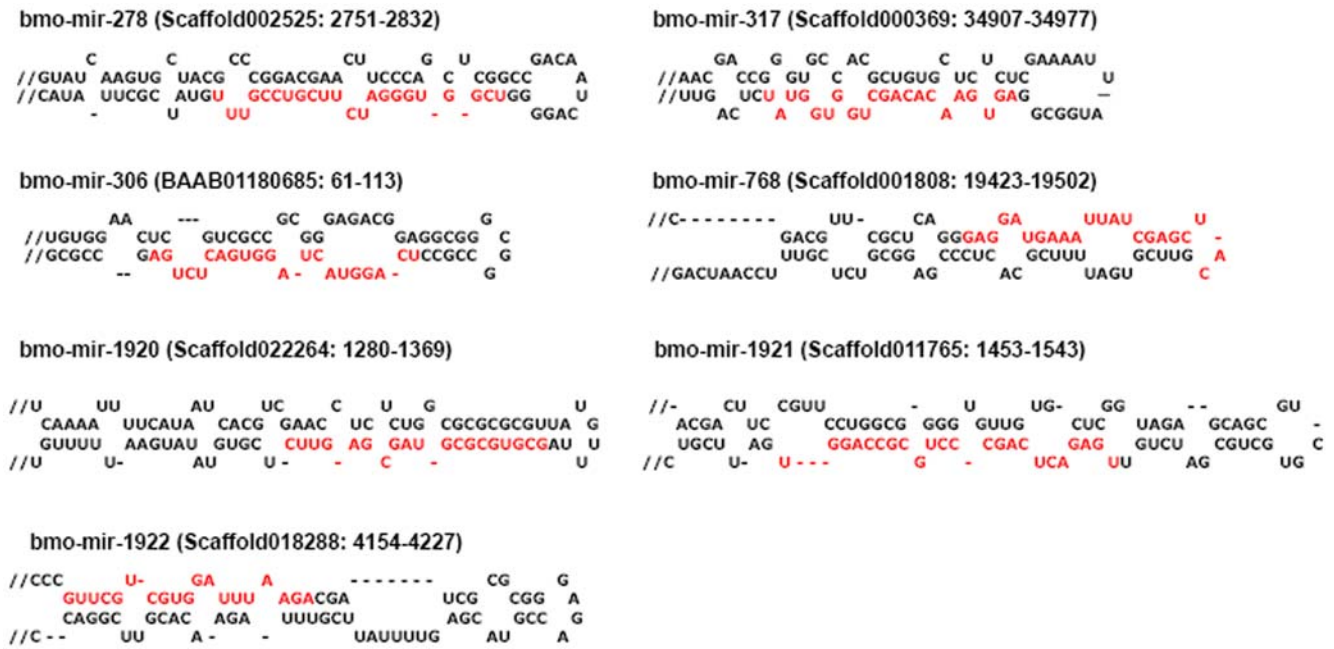 bmo-mir-278 (Scaffold002525: 2751-2832)
C C CC CU G U GACA
//GUAU AAGUG UACG CGGACGAA UCCCA C CGGCC A
//CAUA UUCGC AUGU GCCUGCUU AGGGU G GCUGG U
- U UU CU - - GGAC
bmo-mir-317 (Scaffold000369: 34907-34977)
GA G GC AC C U GAAAAU
//AAC CCG GU C GCUGUG UC CUC U
//UUG UCU UG G CGACAC AG GAG –
AC A GU GU A U GCGGUA
bmo-mir-306 (BAAB01180685: 61-113)
AA --- GC GAGACG G
//UGUGG CUC GUCGCC GG GAGGCGG C
//GCGCC GAG CAGUGG UC CUCCGCC G
-- UCU A- AUGGA- G
bmo-mir-768 (Scaffold001808: 19423-19502)
//C-------- UU- CA GA UUAU U
GACG CGCU GGGAG UGAAA CGAGC -
UUGC GCGG CCCUC GCUUU GCUUG A
//GACUAACCU UCU AG AC UAGU C
bmo-mir-1920 (Scaffold022264: 1280-1369)
//U UU AU UC C U G U
CAAAA UUCAUA CACG GAAC UC CUG CGCGCGCGUUA G
GUUUU AAGUAU GUGC CUUG AG GAU GCGCGUGCGAU U
//U U- AU U- - C - U
bmo-mir-1921 (Scaffold011765: 1453-1543)
//- CU CGUU - U UG- GG -- GU
ACGA UC CCUGGCG GGG GUUG CUC UAGA GCAGC -
UGCU AG GGACCGC UCC CGAC GAG GUCU CGUCG C
//C U- U--- G - UCA UU AG UG
bmo-mir-1922 (Scaffold018288: 4154-4227)
//CCC U- GA A ------- CG G
GUUCG CGUG UUU AGACGA UCG CGG A
CAGGC GCAC AGA UUUGCU AGC GCC G
//C-- UU A- - UAUUUUG AU A